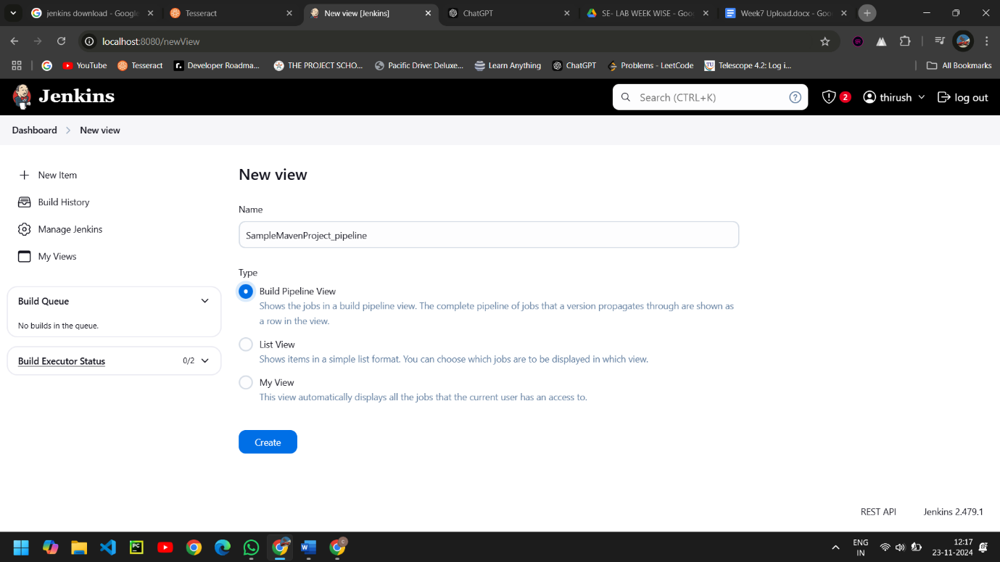 jenkins download - Google
Tesseract
New view [Jenkins]
ChatGPT
SE- LAB WEEK WISE - Goo
Week7 Upload.docx - Goo
localhost:8080/newView
YouTube
Tesseract
Developer Roadma...
THE PROJECT SCHO...
Pacific Drive: Deluxe...
Learn Anything
ChatGPT
Problems - LeetCode
Telescope 4.2: Log i...
All Bookmarks
Jenkins
Search (CTRL+K)
2
thirush
log out
Dashboard
New view
New Item
Build History
Manage Jenkins
My Views
Build Queue
No builds in the queue.
Build Executor Status
0/2
New view
Name
SampleMavenProject_pipeline
Type
Build Pipeline View
Shows the jobs in a build pipeline view. The complete pipeline of jobs that a version propagates through are shown as
a row in the view.
List View
Shows items in a simple list format. You can choose which jobs are to be displayed in which view.
My View
This view automatically displays all the jobs that the current user has an access to.
Create
REST API
Jenkins 2.479.1
ENG
IN
12:17
23-11-2024